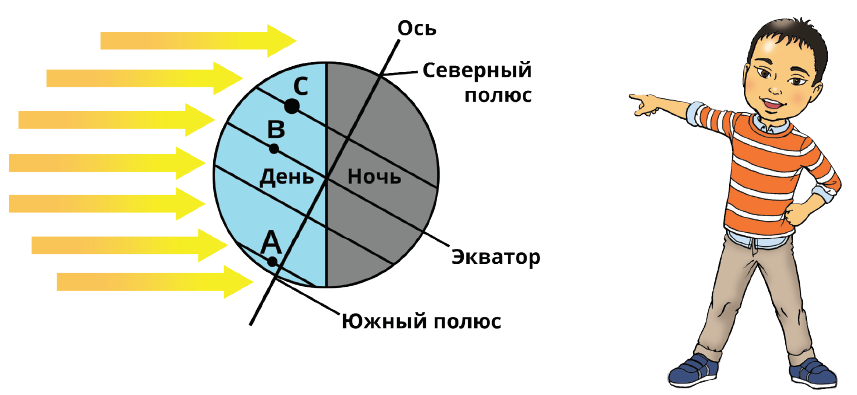 Ось
Северный
полюс
C
B
День
Ночь
A
Экватор
Южный полюс